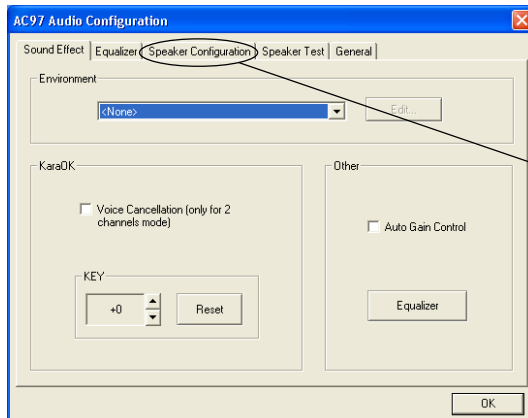 AC97 Audio Configuration
Sound Effect Equalizer Speaker Configuration Speaker Test General
Environment
<None>
Edit...
KaraOK
Other
Voice Cancellation (only for 2
channels mode)
Auto Gain Control
KEY
+0
Reset
Equalizer
OK